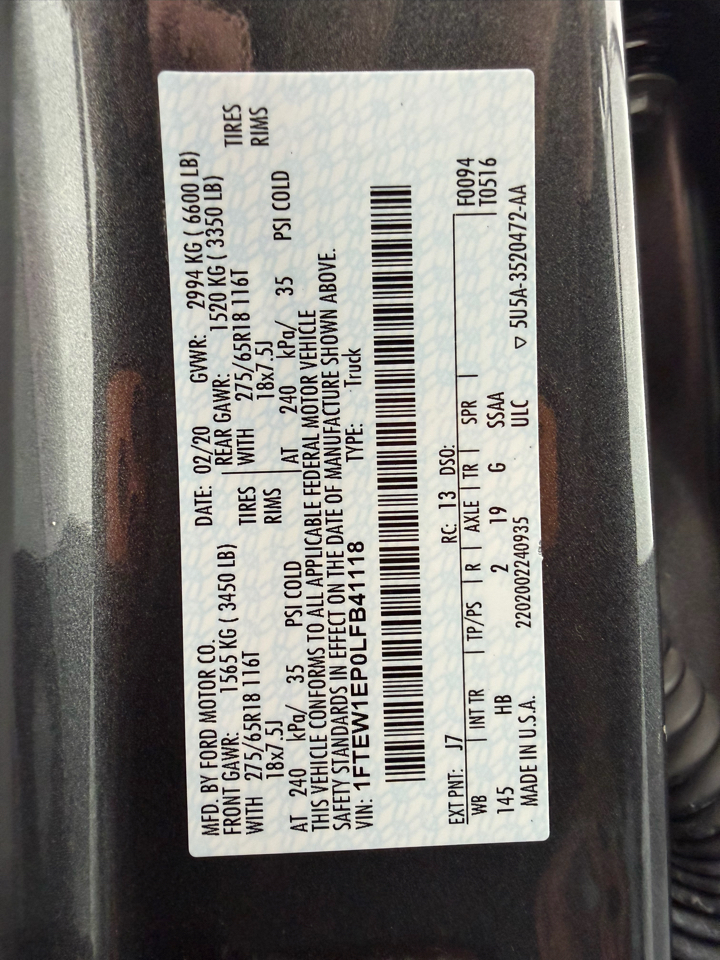 MFD. BY FORD MOTOR CO. DATE: 02/20 GVWR: 2994 KG ( 6600 LB)
FRONT GAWR: 1565 KG ( 3450 LB) REAR GAWR: 1520 KG ( 3350 LB)
WITH 275/65R18 116T TIRES WITH 275/65R18 116T TIRES
18x7.5J RIMS 18x7.5J RIMS
AT 240 kPa/ 35 PSI COLD AT 240 kPa/ 35 PSI COLD
THIS VEHICLE CONFORMS TO ALL APPLICABLE FEDERAL MOTOR VEHICLE
SAFETY STANDARDS IN EFFECT ON THE DATE OF MANUFACTURE SHOWN ABOVE.
VIN: 1FTEW1EP0LFB41118 TYPE: Truck
EXT PNT: J7 RC: 13 DSO: F0094
WB INT TR TP/PS R AXLE TR SPR T0516
145 HB 2 19 G SSAA
MADE IN U.S.A. 2202002240935 ULC ▽ 5U5A-3520472-AA